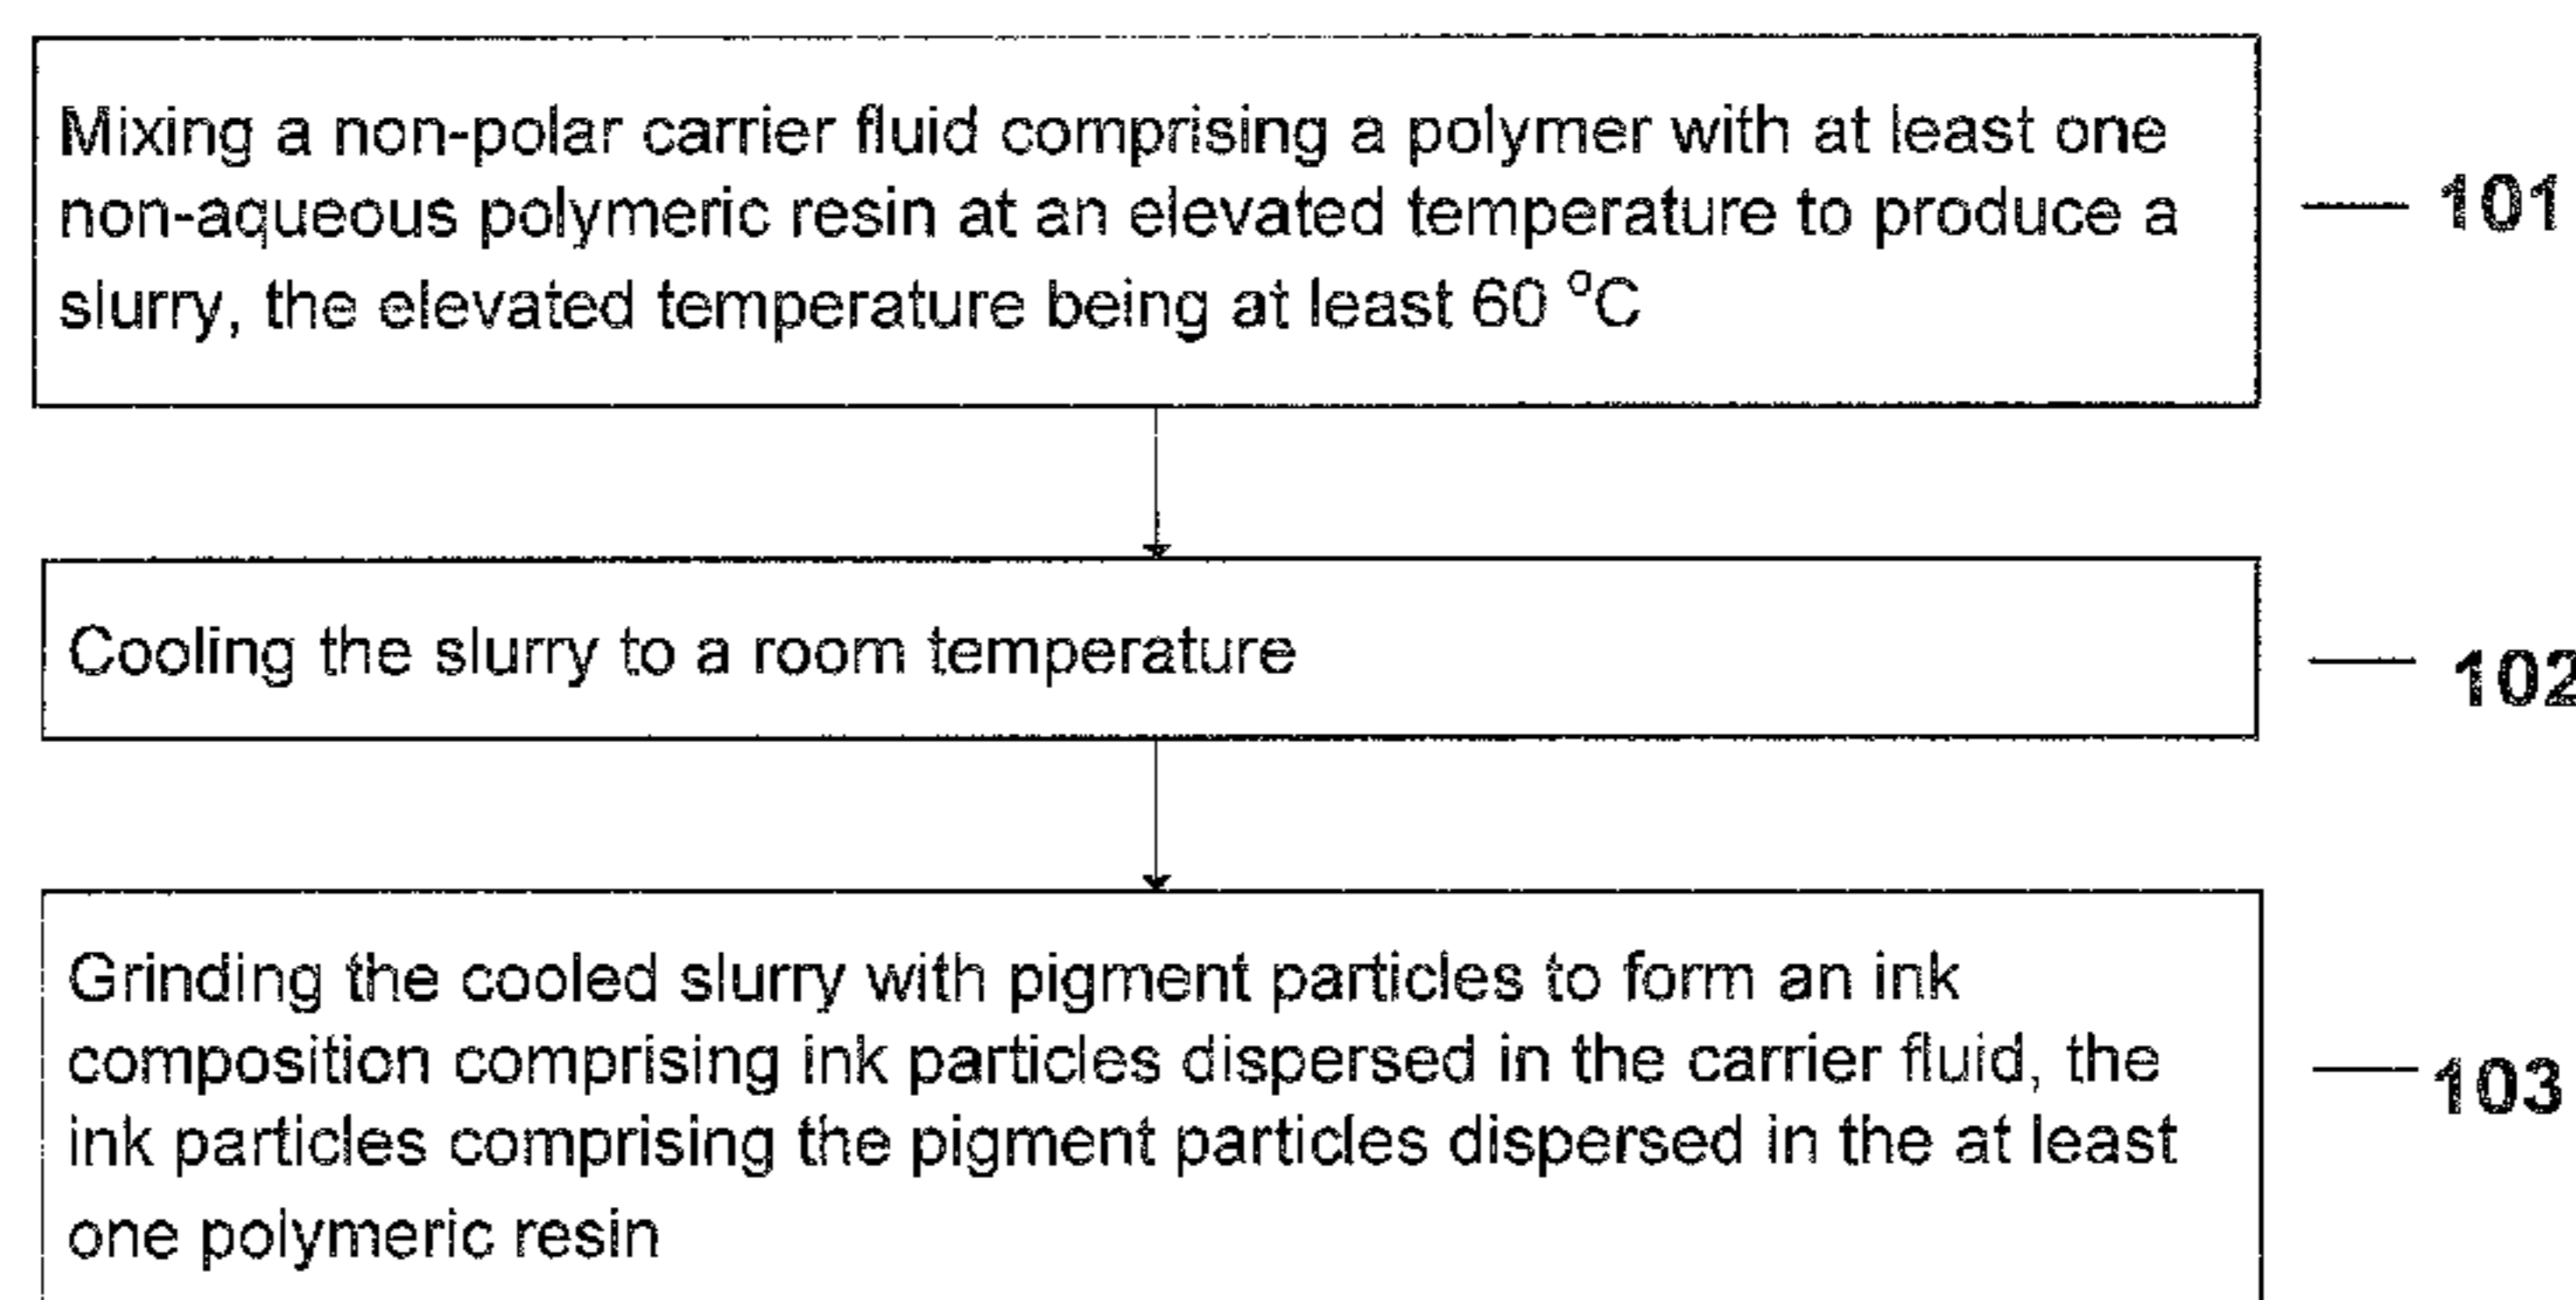 Mixing a non-polar carrier fluid comprising a polymer with at least one
non-aqueous polymeric resin at an elevated temperature to produce a
slurry, the elevated temperature being at least 60 °C
101
Cooling the slurry to a room temperature
102
Grinding the cooled slurry with pigment particles to form an ink
composition comprising ink particles dispersed in the carrier fluid, the
ink particles comprising the pigment particles dispersed in the at least
one polymeric resin
103